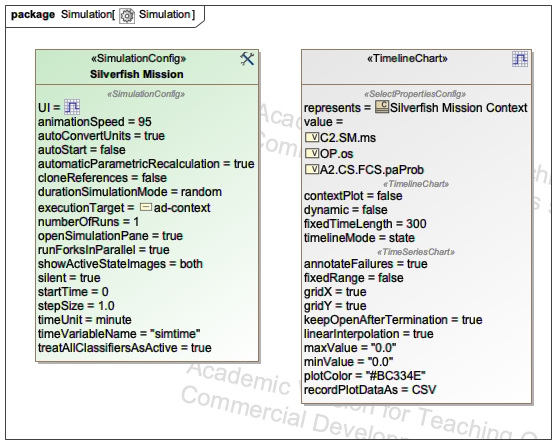 package Simulation[ Simulation ]
«SimulationConfig»
Silverfish Mission
«SimulationConfig»
UI =
animationSpeed = 95
autoConvertUnits = true
autoStart = false
automaticParametricRecalculation = true
cloneReferences = false
durationSimulationMode = random
executionTarget = ad-context
numberOfRuns = 1
openSimulationPane = true
runForksInParallel = true
showActiveStateImages = both
silent = true
startTime = 0
stepSize = 1.0
timeUnit = minute
timeVariableName = "simtime"
treatAllClassifiersAsActive = true
«TimelineChart»
«SelectPropertiesConfig»
represents = C Silverfish Mission Context
value =
V C2.SM.ms
V OP.os
V A2.CS.FCS.paProb
«TimelineChart»
contextPlot = false
dynamic = false
fixedTimeLength = 300
timelineMode = state
«TimeSeriesChart»
annotateFailures = true
fixedRange = false
gridX = true
gridY = true
keepOpenAfterTermination = true
linearInterpolation = true
maxValue = "0.0"
minValue = "0.0"
plotColor = "#BC334E"
recordPlotDataAs = CSV
Academic Version for Teaching O
Commercial Develop